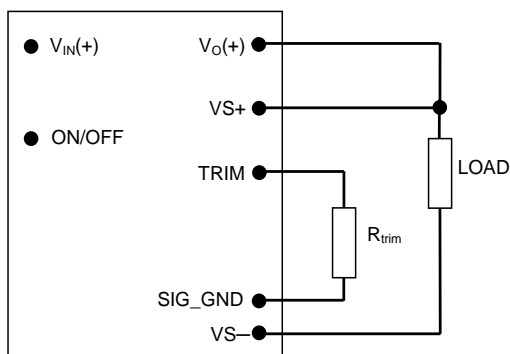 V_IN(+)
V_O(+)
VS+
ON/OFF
TRIM
LOAD
R_trim
SIG_GND
VS─